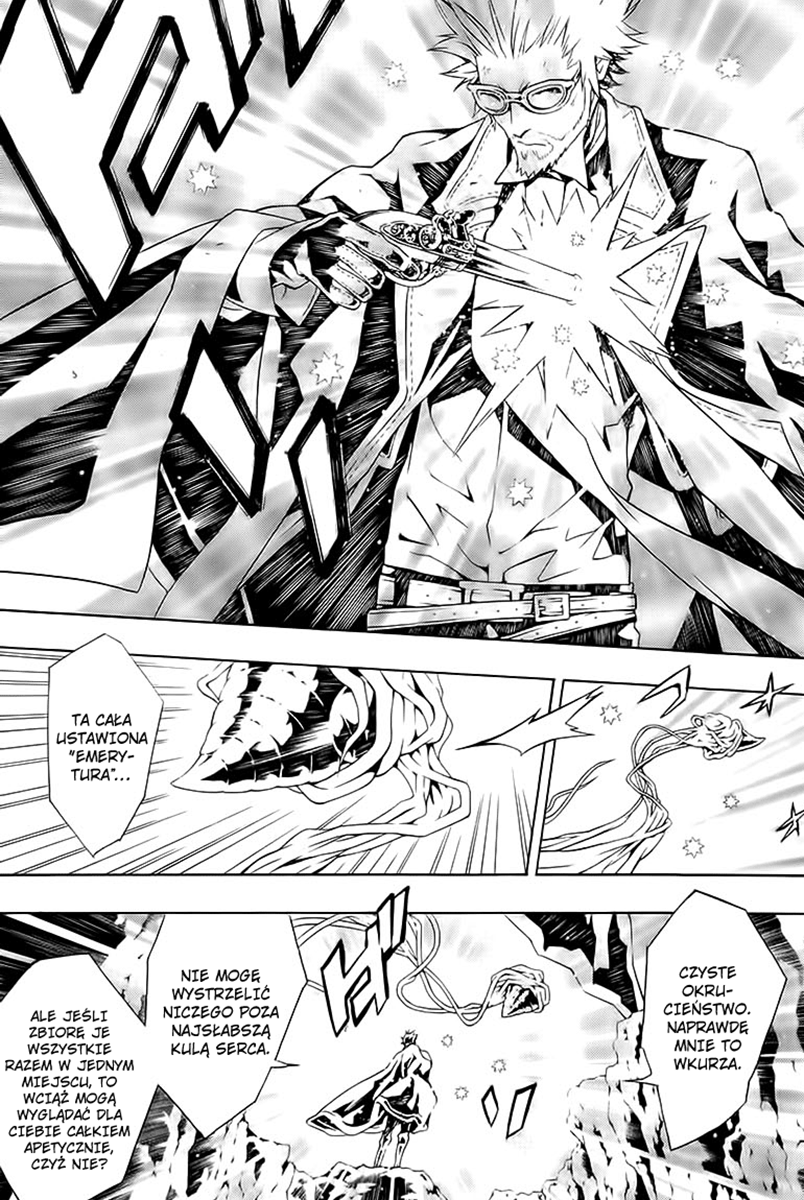 TA CAŁA
USTAWIONA
"EMERY-
TURA"...
CZYSTE
OKRU-
CIEŃSTWO.
NAPRAWDĘ
MNIE TO
WKURZA.
NIE MOGĘ
WYSTRZELIĆ
NICZEGO POZA
NAJSŁABSZĄ
KULĄ SERCA.
ALE JEŚLI
ZBIORĘ JE
WSZYSTKIE
RAZEM W JEDNYM
MIEJSCU, TO
WCIĄŻ MOGĄ
WYGLĄDAĆ DLA
CIEBIE CAŁKIEM
APETYCZNIE,
CZYŻ NIE?